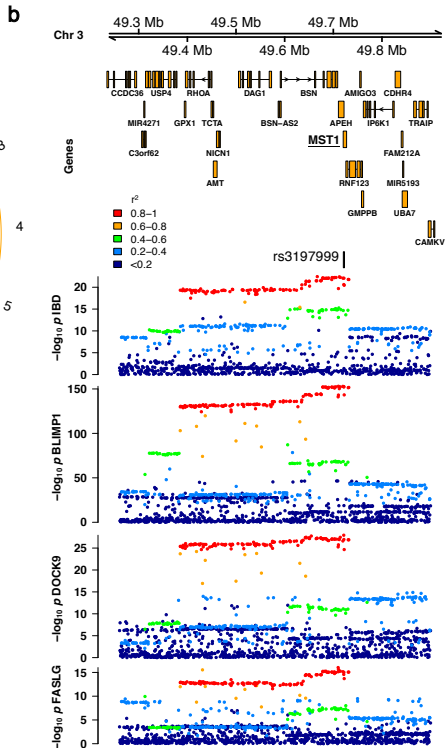 b
Chr 3
49.3 Mb 49.5 Mb 49.7 Mb
49.4 Mb 49.6 Mb 49.8 Mb
CCDC36 USP4 RHOA DAG1 BSN AMIGO3 CDHR4
MIR4271 GPX1 TCTA BSN-AS2 APEH IP6K1 TRAIP
C3orf62 NICN1 MST1 FAM212A
AMT RNF123 MIR5193
GMPPB UBA7
CAMKV
Genes
4
5
r²
0.8–1
0.6–0.8
0.4–0.6
0.2–0.4
<0.2
rs3197999
−log₁₀ p IBD
20
15
10
5
0
−log₁₀ p BLIMP1
150
100
50
0
−log₁₀ p DOCK9
25
20
15
10
5
0
−log₁₀ p FASLG
15
10
5
0